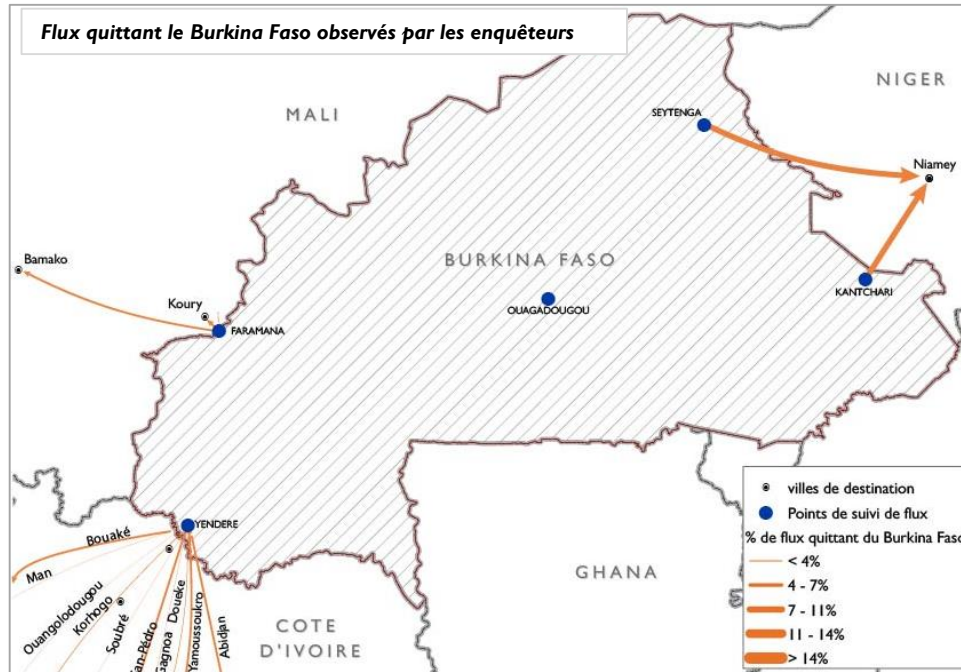 Flux quittant le Burkina Faso observés par les enquêteurs
NIGER
MALI
SEYTENGA
Niamey
Bamako
BURKINA FASO
KANTCHARI
Koury
OUAGADOUGOU
FARAMANA
YENDERE
Bouaké
Man
Ouangolodougou
Korhogo
Soubré
an-Pédro
Gagnoa
Doueke
Yamoussoukro
Abidjan
COTE
D'IVOIRE
GHANA
villes de destination
Points de suivi de flux
% de flux quittant du Burkina Faso
< 4%
4 - 7%
7 - 11%
11 - 14%
> 14%